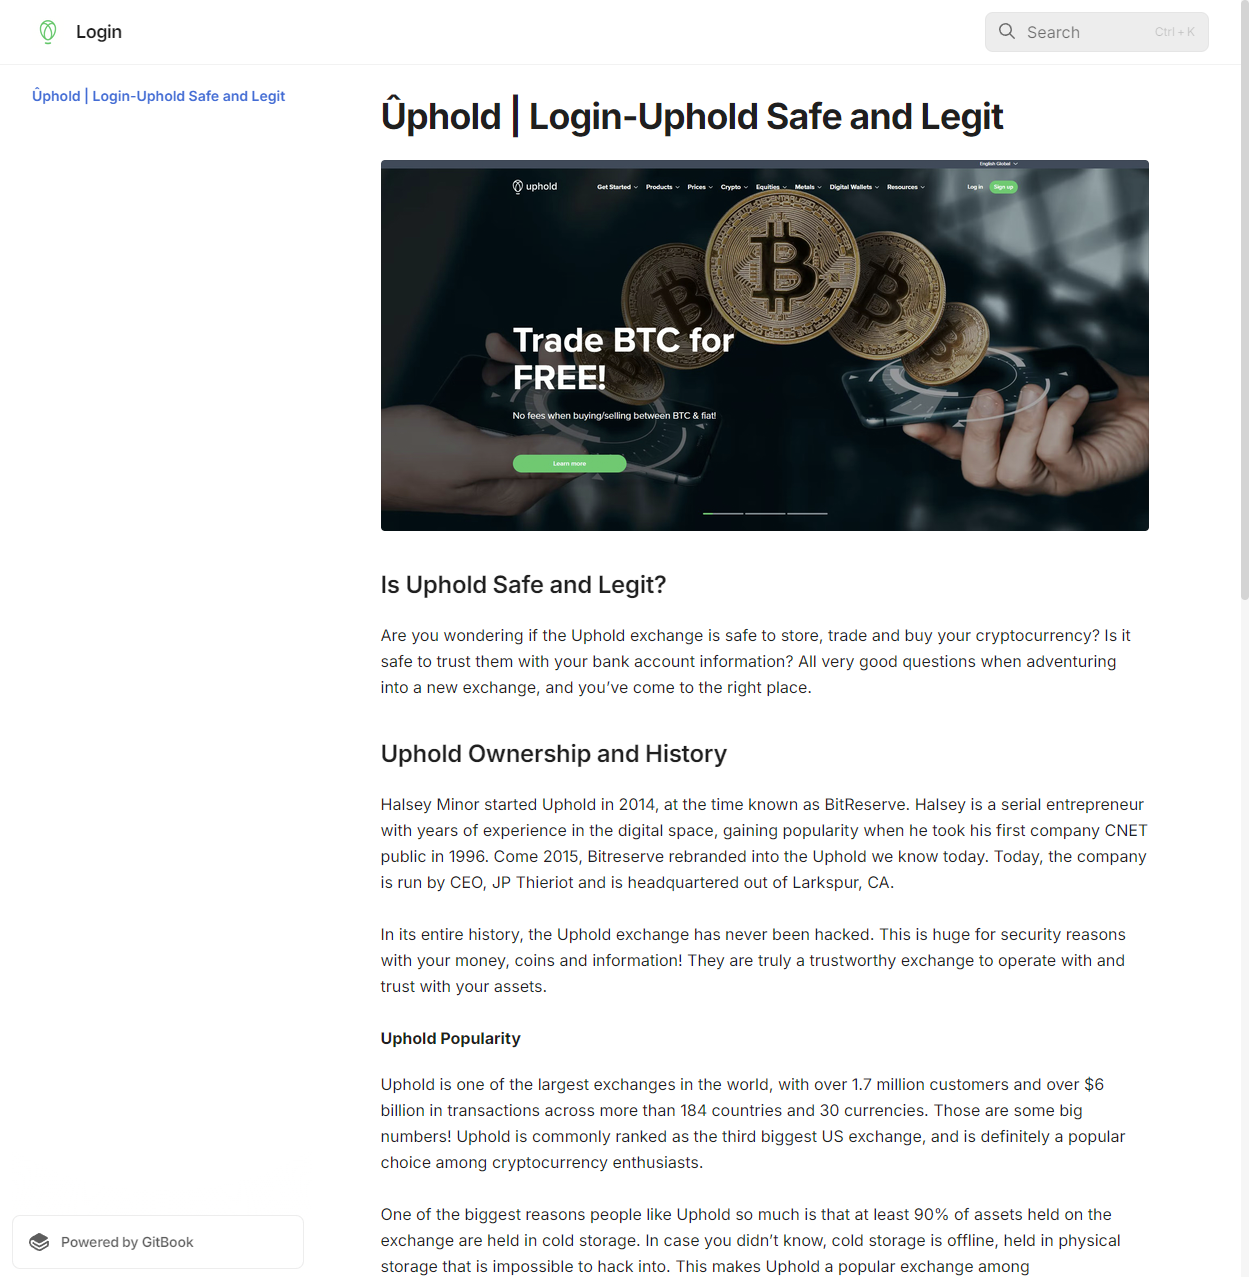 Login
Search
Ctrl + K
Ûphold | Login-Uphold Safe and Legit
Ûphold | Login-Uphold Safe and Legit
English Global
uphold
Get Started
Products
Prices
Crypto
Equities
Metals
Digital Wallets
Resources
Log in
Sign up
Trade BTC for
FREE!
No fees when buying/selling between BTC & fiat!
Learn more
Is Uphold Safe and Legit?
Are you wondering if the Uphold exchange is safe to store, trade and buy your cryptocurrency? Is it
safe to trust them with your bank account information? All very good questions when adventuring
into a new exchange, and you’ve come to the right place.
Uphold Ownership and History
Halsey Minor started Uphold in 2014, at the time known as BitReserve. Halsey is a serial entrepreneur
with years of experience in the digital space, gaining popularity when he took his first company CNET
public in 1996. Come 2015, Bitreserve rebranded into the Uphold we know today. Today, the company
is run by CEO, JP Thieriot and is headquartered out of Larkspur, CA.
In its entire history, the Uphold exchange has never been hacked. This is huge for security reasons
with your money, coins and information! They are truly a trustworthy exchange to operate with and
trust with your assets.
Uphold Popularity
Uphold is one of the largest exchanges in the world, with over 1.7 million customers and over $6
billion in transactions across more than 184 countries and 30 currencies. Those are some big
numbers! Uphold is commonly ranked as the third biggest US exchange, and is definitely a popular
choice among cryptocurrency enthusiasts.
One of the biggest reasons people like Uphold so much is that at least 90% of assets held on the
exchange are held in cold storage. In case you didn’t know, cold storage is offline, held in physical
storage that is impossible to hack into. This makes Uphold a popular exchange among
Powered by GitBook